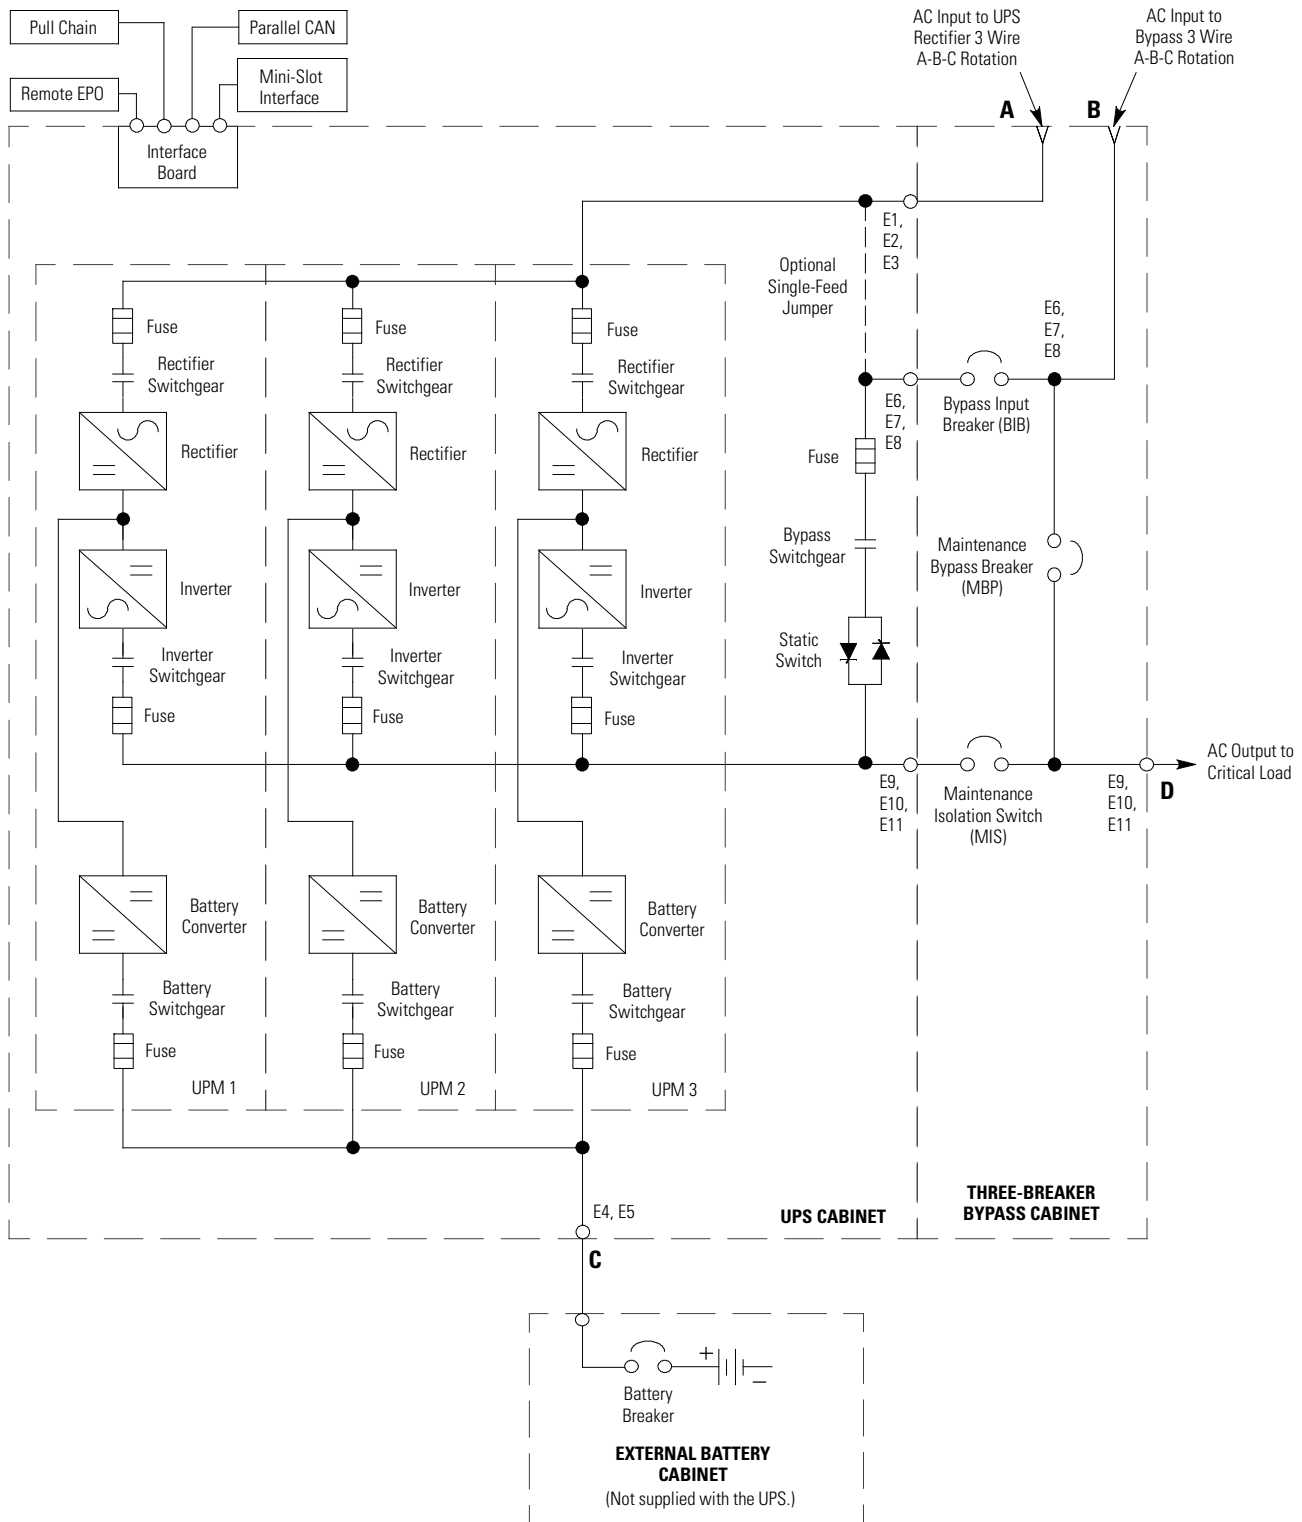 Pull Chain
Parallel CAN
Remote EPO
Mini-Slot
Interface
Interface
Board
AC Input to UPS
Rectifier 3 Wire
A-B-C Rotation
AC Input to
Bypass 3 Wire
A-B-C Rotation
A
B
E1,
E2,
E3
Optional
Single-Feed
Jumper
E6,
E7,
E8
E6,
E7,
E8
Bypass Input
Breaker (BIB)
Fuse
Fuse
Fuse
Rectifier
Switchgear
Rectifier
Switchgear
Rectifier
Switchgear
Rectifier
Rectifier
Rectifier
Fuse
Bypass
Switchgear
Maintenance
Bypass Breaker
(MBP)
Inverter
Inverter
Inverter
Static
Switch
Inverter
Switchgear
Inverter
Switchgear
Inverter
Switchgear
Fuse
Fuse
Fuse
E9,
E10,
E11
Maintenance
Isolation Switch
(MIS)
E9,
E10,
E11
D
AC Output to
Critical Load
Battery
Converter
Battery
Converter
Battery
Converter
Battery
Switchgear
Battery
Switchgear
Battery
Switchgear
Fuse
Fuse
Fuse
UPM 1
UPM 2
UPM 3
E4, E5
C
UPS CABINET
THREE-BREAKER
BYPASS CABINET
+
−
Battery
Breaker
EXTERNAL BATTERY
CABINET
(Not supplied with the UPS.)